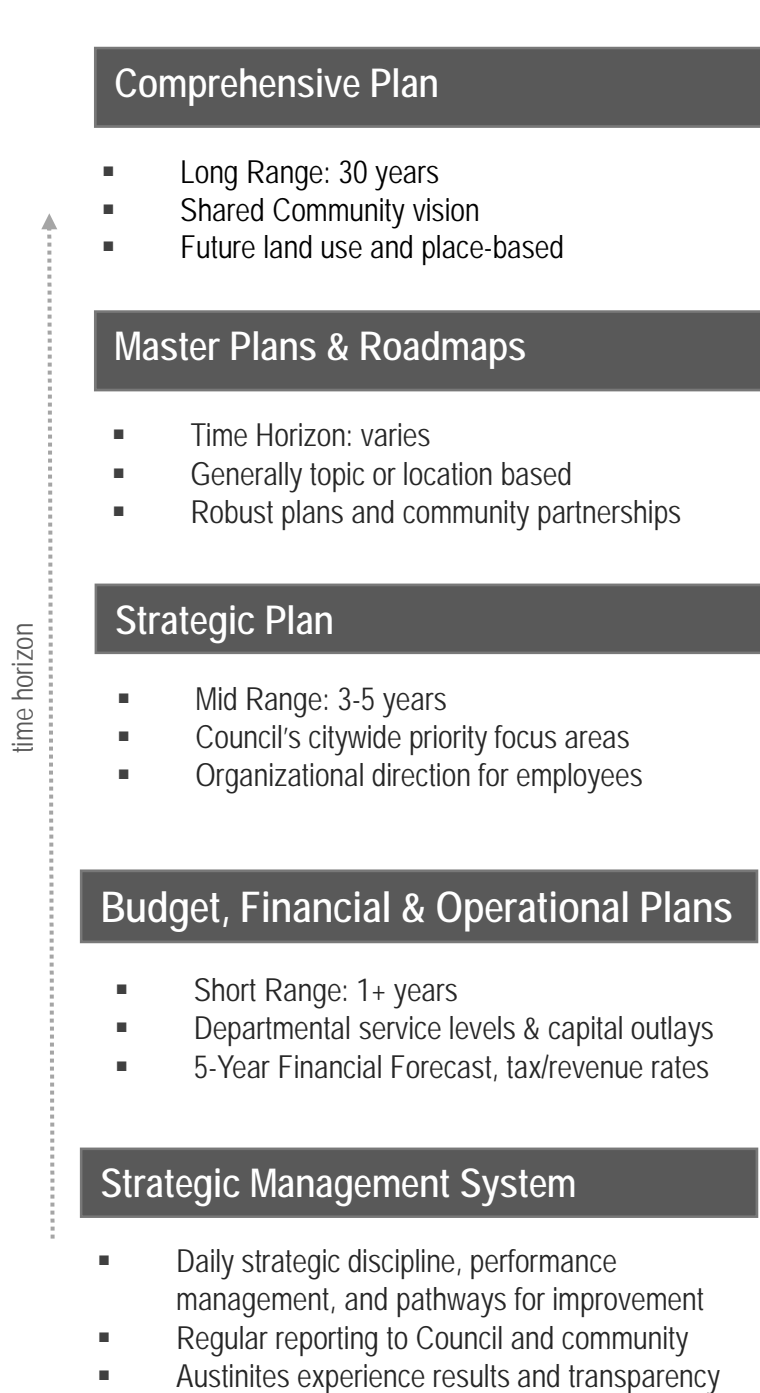 Comprehensive Plan
▪ Long Range: 30 years
▪ Shared Community vision
▪ Future land use and place-based
Master Plans & Roadmaps
▪ Time Horizon: varies
▪ Generally topic or location based
▪ Robust plans and community partnerships
time horizon
Strategic Plan
▪ Mid Range: 3-5 years
▪ Council's citywide priority focus areas
▪ Organizational direction for employees
Budget, Financial & Operational Plans
▪ Short Range: 1+ years
▪ Departmental service levels & capital outlays
▪ 5-Year Financial Forecast, tax/revenue rates
Strategic Management System
▪ Daily strategic discipline, performance
management, and pathways for improvement
▪ Regular reporting to Council and community
▪ Austinites experience results and transparency